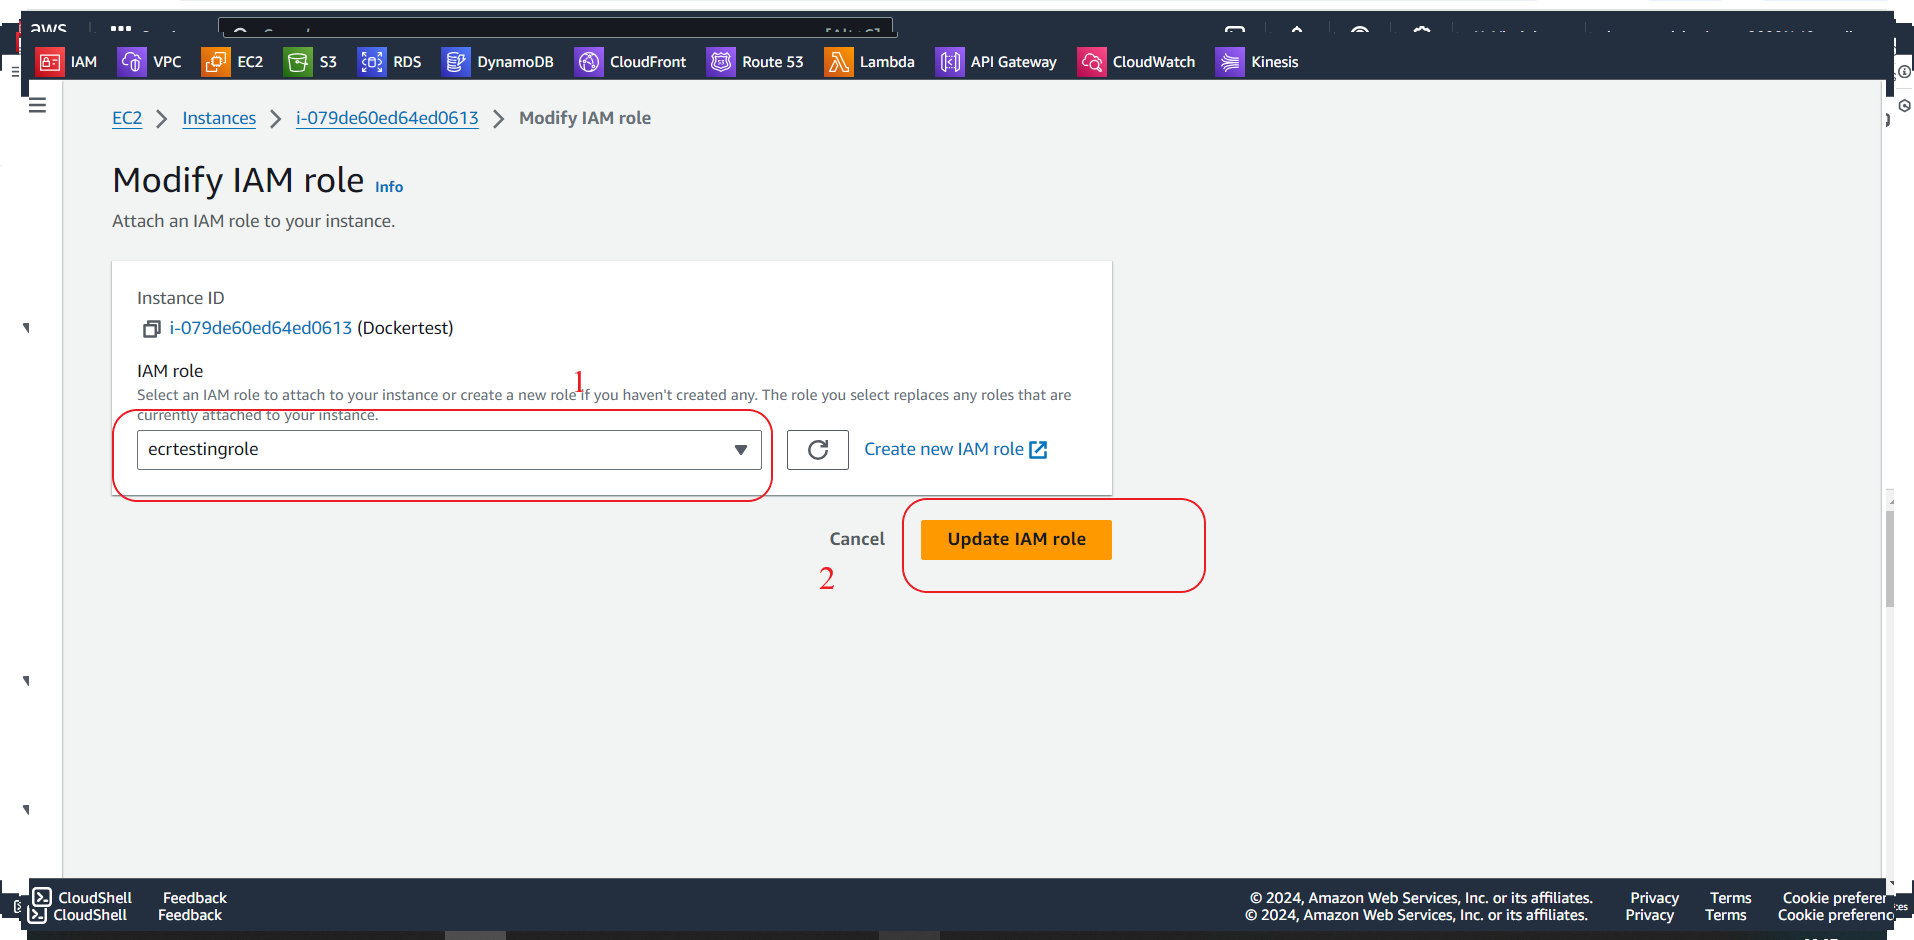 aws
IAM VPC EC2 S3 RDS DynamoDB CloudFront Route 53 Lambda API Gateway CloudWatch Kinesis
EC2 Instances i-079de60ed64ed0613 Modify IAM role
Modify IAM role Info
Attach an IAM role to your instance.
Instance ID
i-079de60ed64ed0613 (Dockertest)
IAM role
1
Select an IAM role to attach to your instance or create a new role if you haven't created any. The role you select replaces any roles that are
currently attached to your instance.
ecrtestingrole
Create new IAM role
Cancel Update IAM role
2
CloudShell Feedback © 2024, Amazon Web Services, Inc. or its affiliates. Privacy Terms Cookie prefer
CloudShell Feedback © 2024, Amazon Web Services, Inc. or its affiliates. Privacy Terms Cookie preferenc